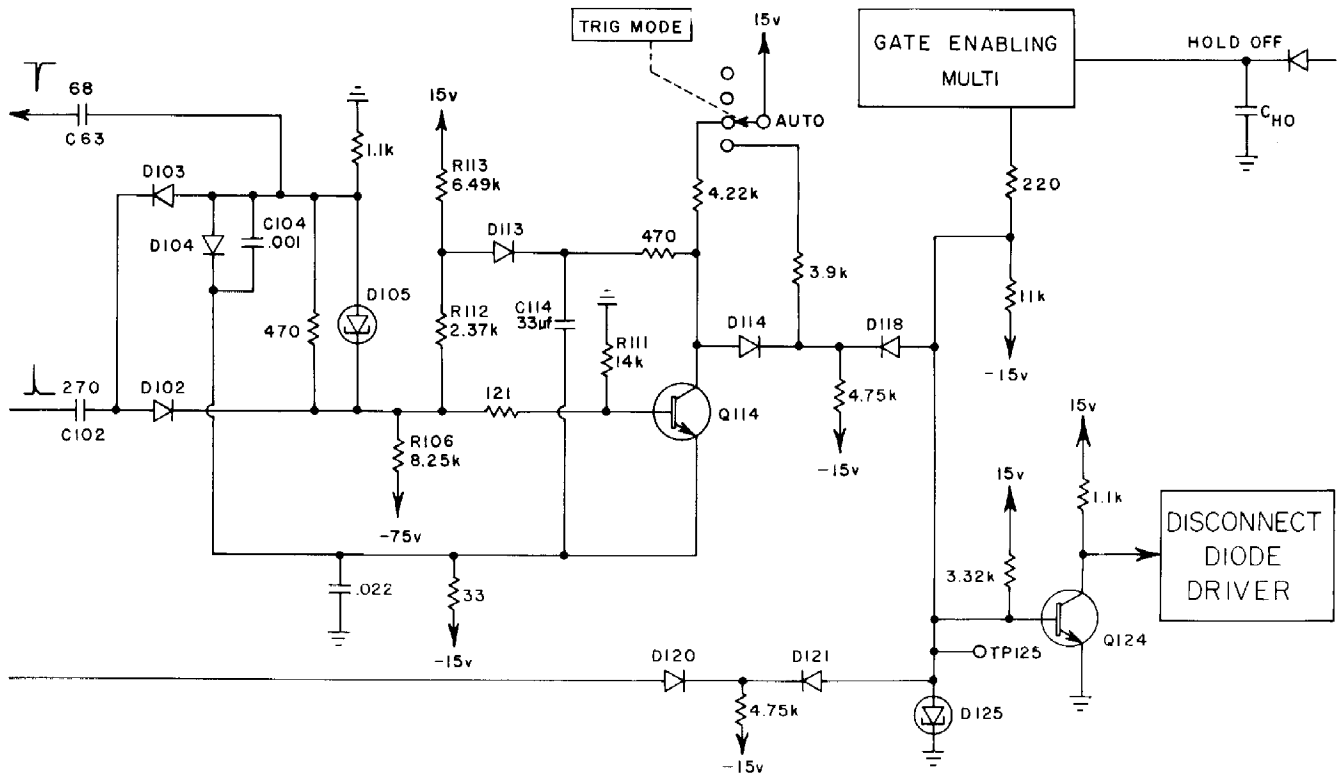 TRIG MODE
15v
GATE ENABLING
MULTI
HOLD OFF
68
C63
15v
AUTO
CHO
1.1k
D103
R113
6.49k
4.22k
220
D104
C104
.001
D113
470
3.9k
D105
11k
470
R112
2.37k
C114
33µf
R111
14k
D114
D118
-15v
270
C102
D102
121
Q114
4.75k
15v
R106
8.25k
-15v
15v
1.1k
-75v
3.32k
DISCONNECT
DIODE
DRIVER
.022
33
Q124
-15v
TP125
D120
D121
4.75k
D125
-15v